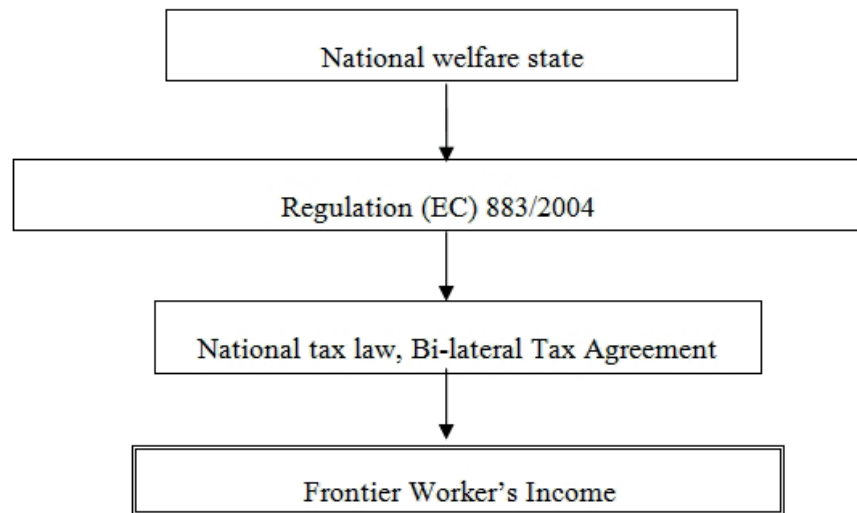 National welfare state
Regulation (EC) 883/2004
National tax law, Bi-lateral Tax Agreement
Frontier Worker’s Income